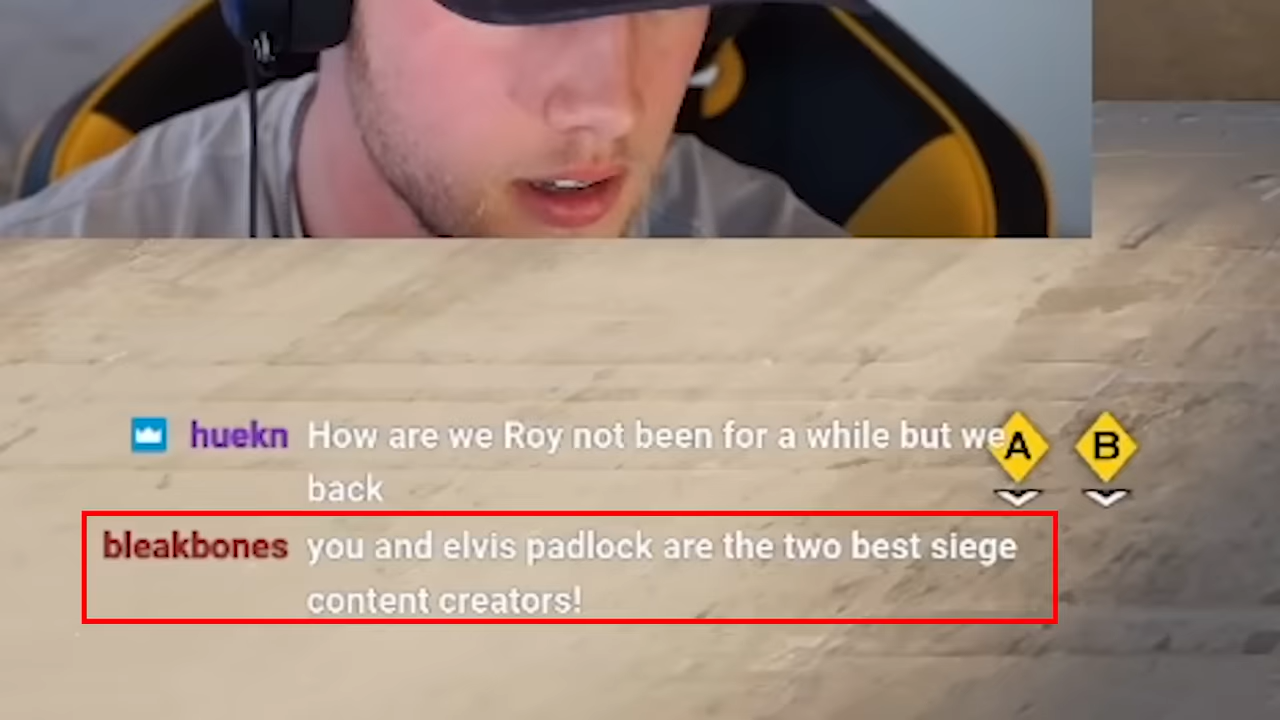 huekn How are we Roy not been for a while but we
back
A B
bleakbones you and elvis padlock are the two best siege
content creators!